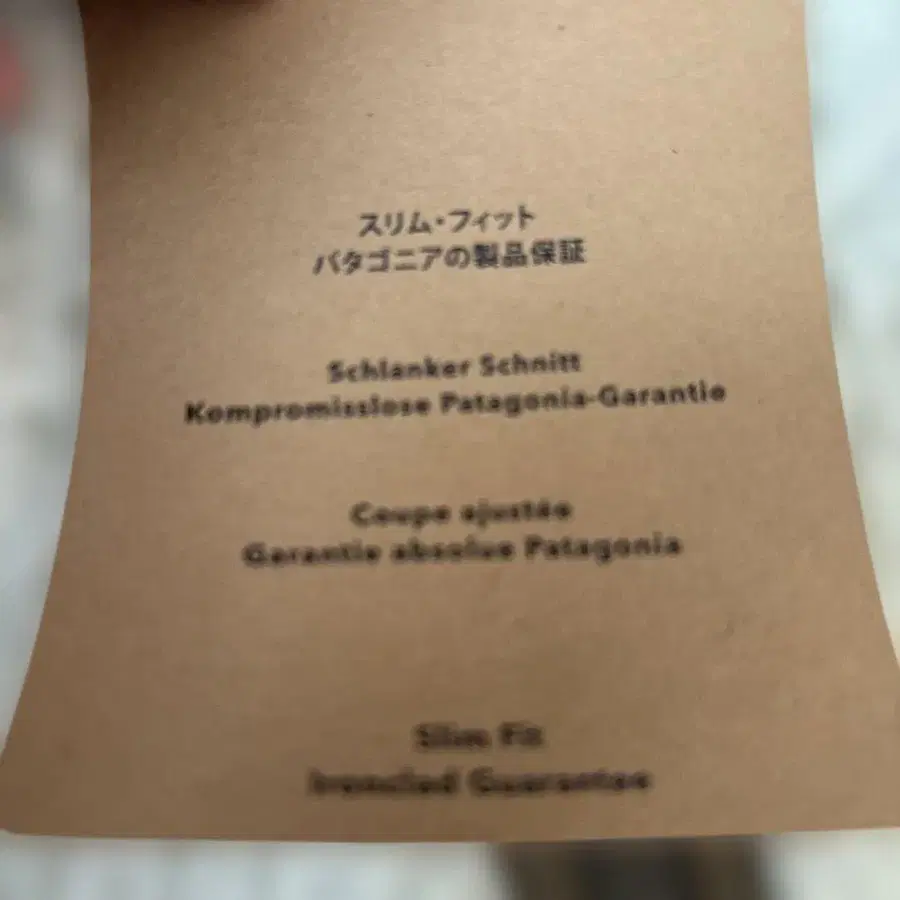 スリム・フィット
パタゴニアの製品保証
Schlanker Schnitt
Kompromisslose Patagonia-Garantie
Coupe ajustée
Garantie absolue Patagonia
Slim Fit
Ironclad Guarantee